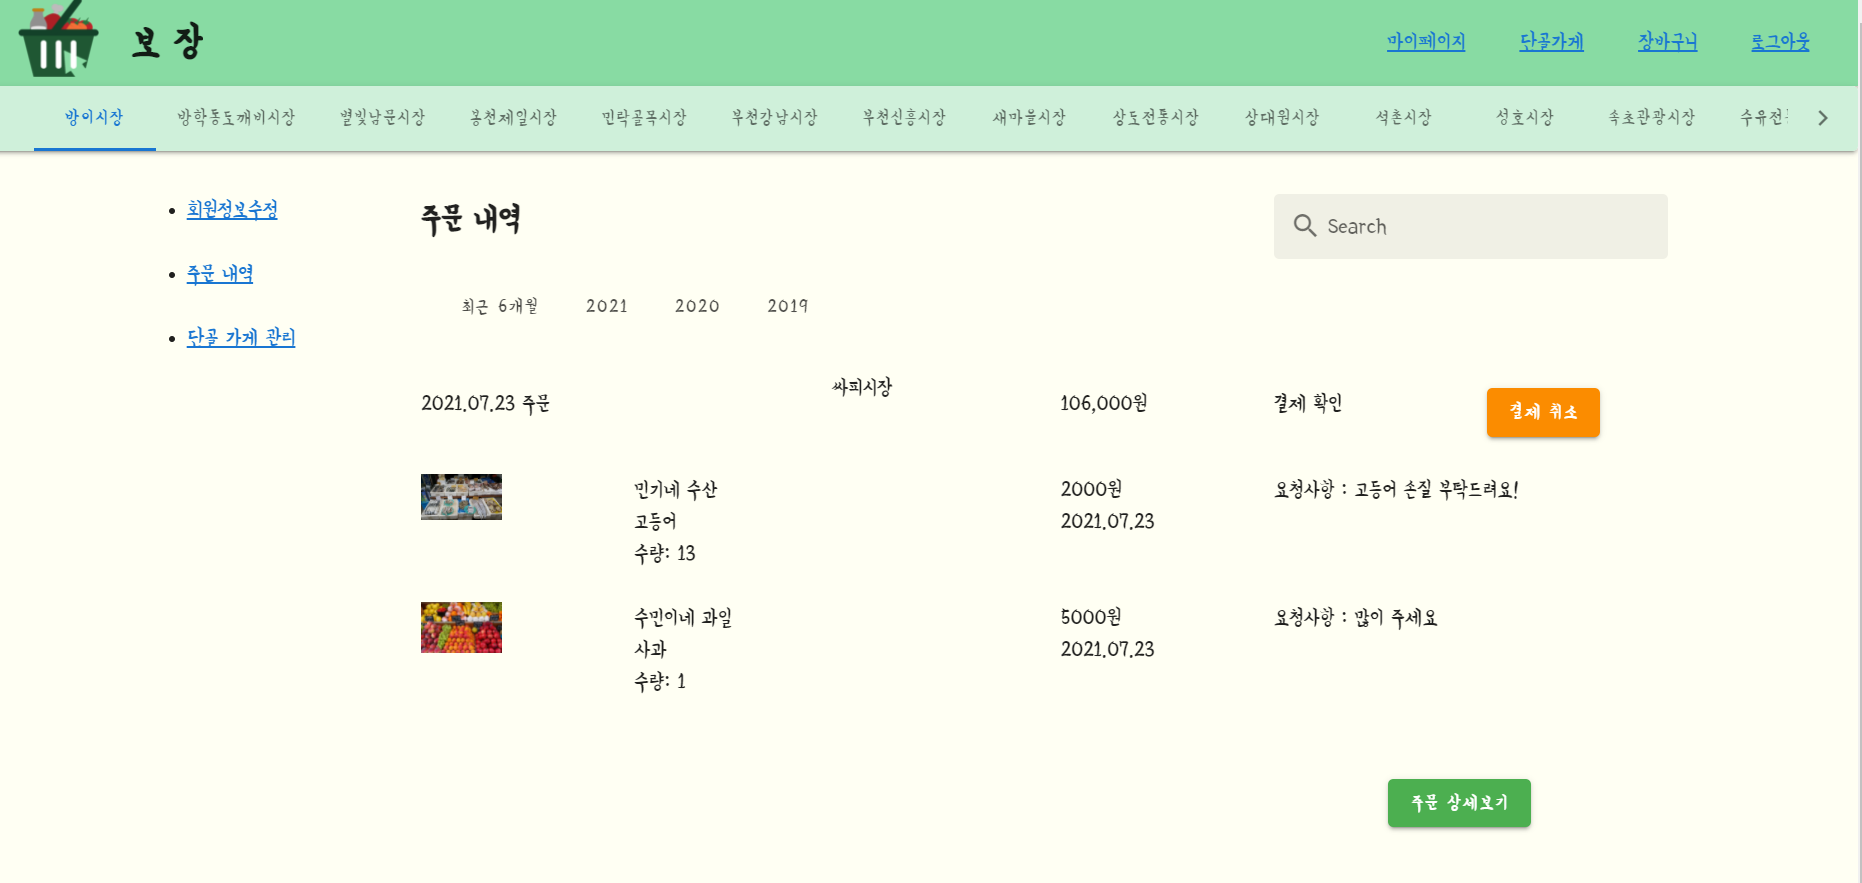 보 장
마이페이지 단골가게 장바구니 로그아웃
방이시장 방학동도깨비시장 별빛남문시장 봉천제일시장 민락골목시장 부천강남시장 부천신흥시장 새마을시장 상도전통시장 상대원시장 석촌시장 성호시장 속초관광시장 수유전
회원정보수정
주문 내역
단골 가게 관리
주문 내역
Search
최근 6개월 2021 2020 2019
싸피시장
2021.07.23 주문 106,000원 결제 확인 결제 취소
민기네 수산 2000원 요청사항 : 고등어 손질 부탁드려요!
고등어 2021.07.23
수량: 13
수민이네 과일 5000원 요청사항 : 많이 주세요
사과 2021.07.23
수량: 1
주문 상세보기